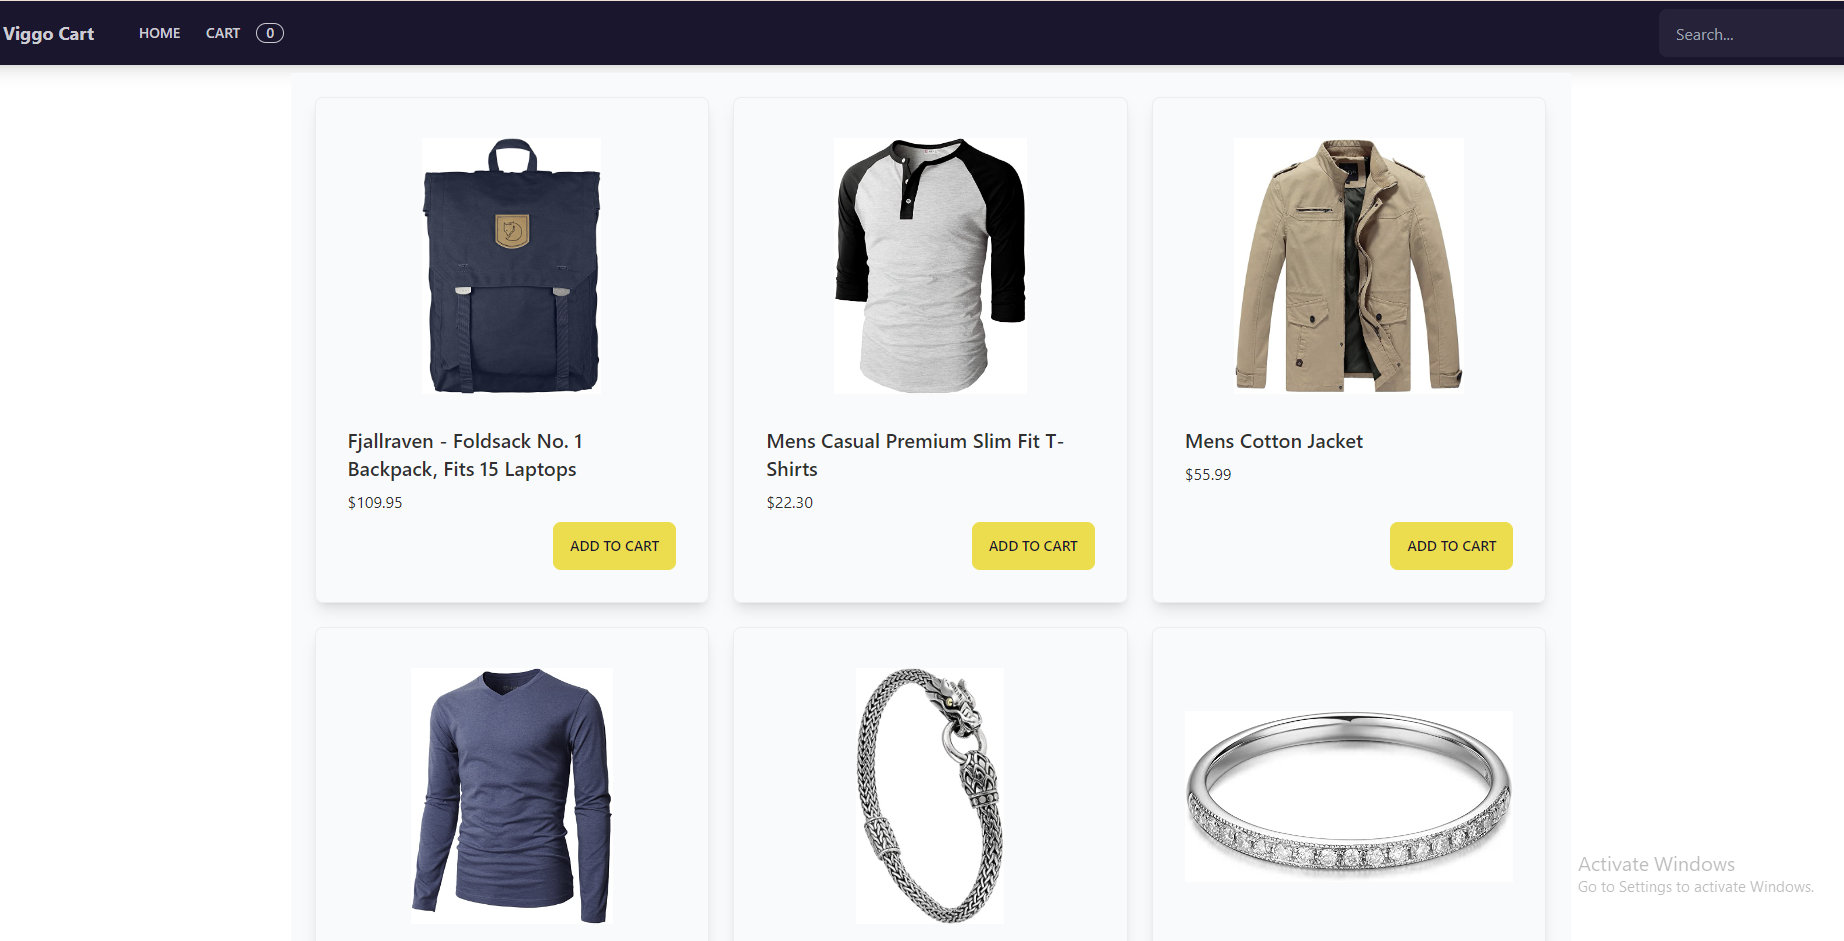 Viggo Cart
HOME
CART
0
Search...
Fjallraven - Foldsack No. 1
Backpack, Fits 15 Laptops
$109.95
ADD TO CART
Mens Casual Premium Slim Fit T-
Shirts
$22.30
ADD TO CART
Mens Cotton Jacket
$55.99
ADD TO CART
Activate Windows
Go to Settings to activate Windows.